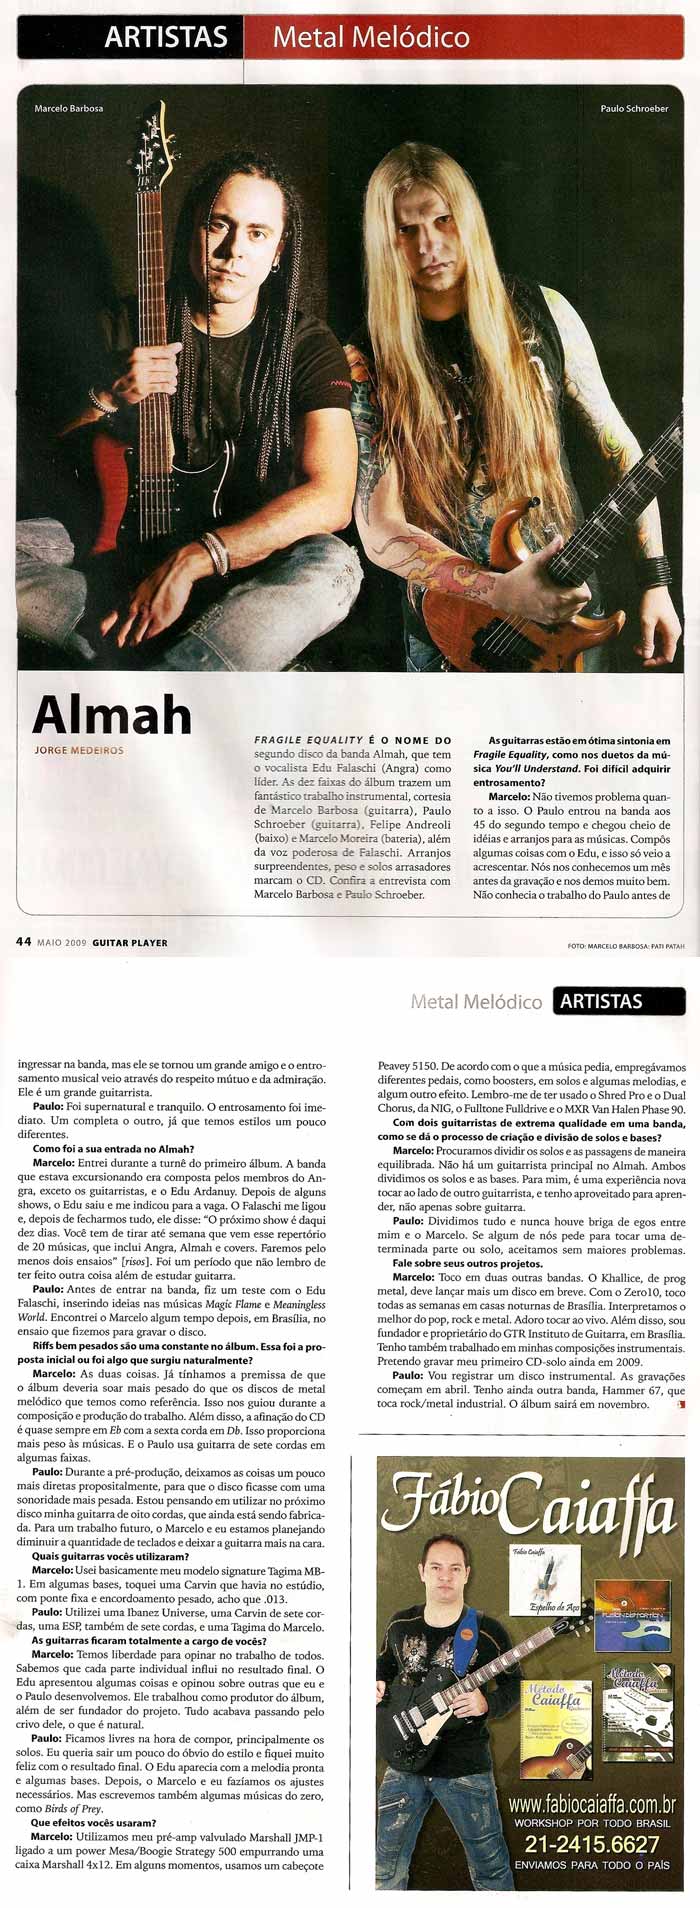 ARTISTAS Metal Melódico
Marcelo Barbosa
Paulo Schroeber
Almah
JORGE MEDEIROS
FRAGILE EQUALITY É O NOME DO
segundo disco da banda Almah, que tem
o vocalista Edu Falaschi (Angra) como
líder. As dez faixas do álbum trazem um
fantástico trabalho instrumental, cortesia
de Marcelo Barbosa (guitarra), Paulo
Schroeber (guitarra), Felipe Andreoli
(baixo) e Marcelo Moreira (bateria), além
da voz poderosa de Falaschi. Arranjos
surpreendentes, peso e solos arrasadores
marcam o CD. Confira a entrevista com
Marcelo Barbosa e Paulo Schroeber.
As guitarras estão em ótima sintonia em
Fragile Equality, como nos duetos da mú-
sica You'll Understand. Foi difícil adquirir
entrosamento?
Marcelo: Não tivemos problema quan-
to a isso. O Paulo entrou na banda aos
45 do segundo tempo e chegou cheio de
idéias e arranjos para as músicas. Compôs
algumas coisas com o Edu, e isso só veio a
acrescentar. Nós nos conhecemos um mês
antes da gravação e nos demos muito bem.
Não conhecia o trabalho do Paulo antes de
44 MAIO 2009 GUITAR PLAYER
FOTO: MARCELO BARBOSA: PATI PATAH
Metal Melódico ARTISTAS
ingressar na banda, mas ele se tornou um grande amigo e o entro-
samento musical veio através do respeito mútuo e da admiração.
Ele é um grande guitarrista.
Paulo: Foi supernatural e tranquilo. O entrosamento foi ime-
diato. Um completa o outro, já que temos estilos um pouco
diferentes.
Como foi a sua entrada no Almah?
Marcelo: Entrei durante a turnê do primeiro álbum. A banda
que estava excursionando era composta pelos membros do An-
gra, exceto os guitarristas, e o Edu Ardanuy. Depois de alguns
shows, o Edu saiu e me indicou para a vaga. O Falaschi me ligou
e, depois de fecharmos tudo, ele disse: “O próximo show é daqui
dez dias. Você tem de tirar até semana que vem esse repertório
de 20 músicas, que inclui Angra, Almah e covers. Faremos pelo
menos dois ensaios” [risos]. Foi um período que não lembro de
ter feito outra coisa além de estudar guitarra.
Paulo: Antes de entrar na banda, fiz um teste com o Edu
Falaschi, inserindo ideias nas músicas Magic Flame e Meaningless
World. Encontrei o Marcelo algum tempo depois, em Brasília, no
ensaio que fizemos para gravar o disco.
Riffs bem pesados são uma constante no álbum. Essa foi a pro-
posta inicial ou foi algo que surgiu naturalmente?
Marcelo: As duas coisas. Já tínhamos a premissa de que
o álbum deveria soar mais pesado do que os discos de metal
melódico que temos como referência. Isso nos guiou durante a
composição e produção do trabalho. Além disso, a afinação do CD
é quase sempre em Eb com a sexta corda em Db. Isso proporciona
mais peso às músicas. E o Paulo usa guitarra de sete cordas em
algumas faixas.
Paulo: Durante a pré-produção, deixamos as coisas um pouco
mais diretas propositalmente, para que o disco ficasse com uma
sonoridade mais pesada. Estou pensando em utilizar no próximo
disco minha guitarra de oito cordas, que ainda está sendo fabrica-
da. Para um trabalho futuro, o Marcelo e eu estamos planejando
diminuir a quantidade de teclados e deixar a guitarra mais na cara.
Quais guitarras vocês utilizaram?
Marcelo: Usei basicamente meu modelo signature Tagima MB-
1. Em algumas bases, toquei uma Carvin que havia no estúdio,
com ponte fixa e encordoamento pesado, acho que .013.
Paulo: Utilizei uma Ibanez Universe, uma Carvin de sete cor-
das, uma ESP, também de sete cordas, e uma Tagima do Marcelo.
As guitarras ficaram totalmente a cargo de vocês?
Marcelo: Temos liberdade para opinar no trabalho de todos.
Sabemos que cada parte individual influi no resultado final. O
Edu apresentou algumas coisas e opinou sobre outras que eu e
o Paulo desenvolvemos. Ele trabalhou como produtor do álbum,
além de ser fundador do projeto. Tudo acabava passando pelo
crivo dele, o que é natural.
Paulo: Ficamos livres na hora de compor, principalmente os
solos. Eu queria sair um pouco do óbvio do estilo e fiquei muito
feliz com o resultado final. O Edu aparecia com a melodia pronta
e algumas bases. Depois, o Marcelo e eu fazíamos os ajustes
necessários. Mas escrevemos também algumas músicas do zero,
como Birds of Prey.
Que efeitos vocês usaram?
Marcelo: Utilizamos meu pré-amp valvulado Marshall JMP-1
ligado a um power Mesa/Boogie Strategy 500 empurrando uma
caixa Marshall 4x12. Em alguns momentos, usamos um cabeçote
Peavey 5150. De acordo com o que a música pedia, empregávamos
diferentes pedais, como boosters, em solos e algumas melodias, e
algum outro efeito. Lembro-me de ter usado o Shred Pro e o Dual
Chorus, da NIG, o Fulltone Fulldrive e o MXR Van Halen Phase 90.
Com dois guitarristas de extrema qualidade em uma banda,
como se dá o processo de criação e divisão de solos e bases?
Marcelo: Procuramos dividir os solos e as passagens de maneira
equilibrada. Não há um guitarrista principal no Almah. Ambos
dividimos os solos e as bases. Para mim, é uma experiência nova
tocar ao lado de outro guitarrista, e tenho aproveitado para apren-
der, não apenas sobre guitarra.
Paulo: Dividimos tudo e nunca houve briga de egos entre
mim e o Marcelo. Se algum de nós pede para tocar uma de-
terminada parte ou solo, aceitamos sem maiores problemas.
Fale sobre seus outros projetos.
Marcelo: Toco em duas outras bandas. O Khallice, de prog
metal, deve lançar mais um disco em breve. Com o Zero10, toco
todas as semanas em casas noturnas de Brasília. Interpretamos o
melhor do pop, rock e metal. Adoro tocar ao vivo. Além disso, sou
fundador e proprietário do GTR Instituto de Guitarra, em Brasília.
Tenho também trabalhado em minhas composições instrumentais.
Pretendo gravar meu primeiro CD-solo ainda em 2009.
Paulo: Vou registrar um disco instrumental. As gravações
começam em abril. Tenho ainda outra banda, Hammer 67, que
toca rock/metal industrial. O álbum sairá em novembro.
Fábio Caiaffa
Fabio Caiaffa
Espelho de Aço
FUSION DISTORTION
Método
Caiaffa
Método
Caiaffa
www.fabiocaiaffa.com.br
WORKSHOP POR TODO BRASIL
21-2415.6627
ENVIAMOS PARA TODO O PAÍS